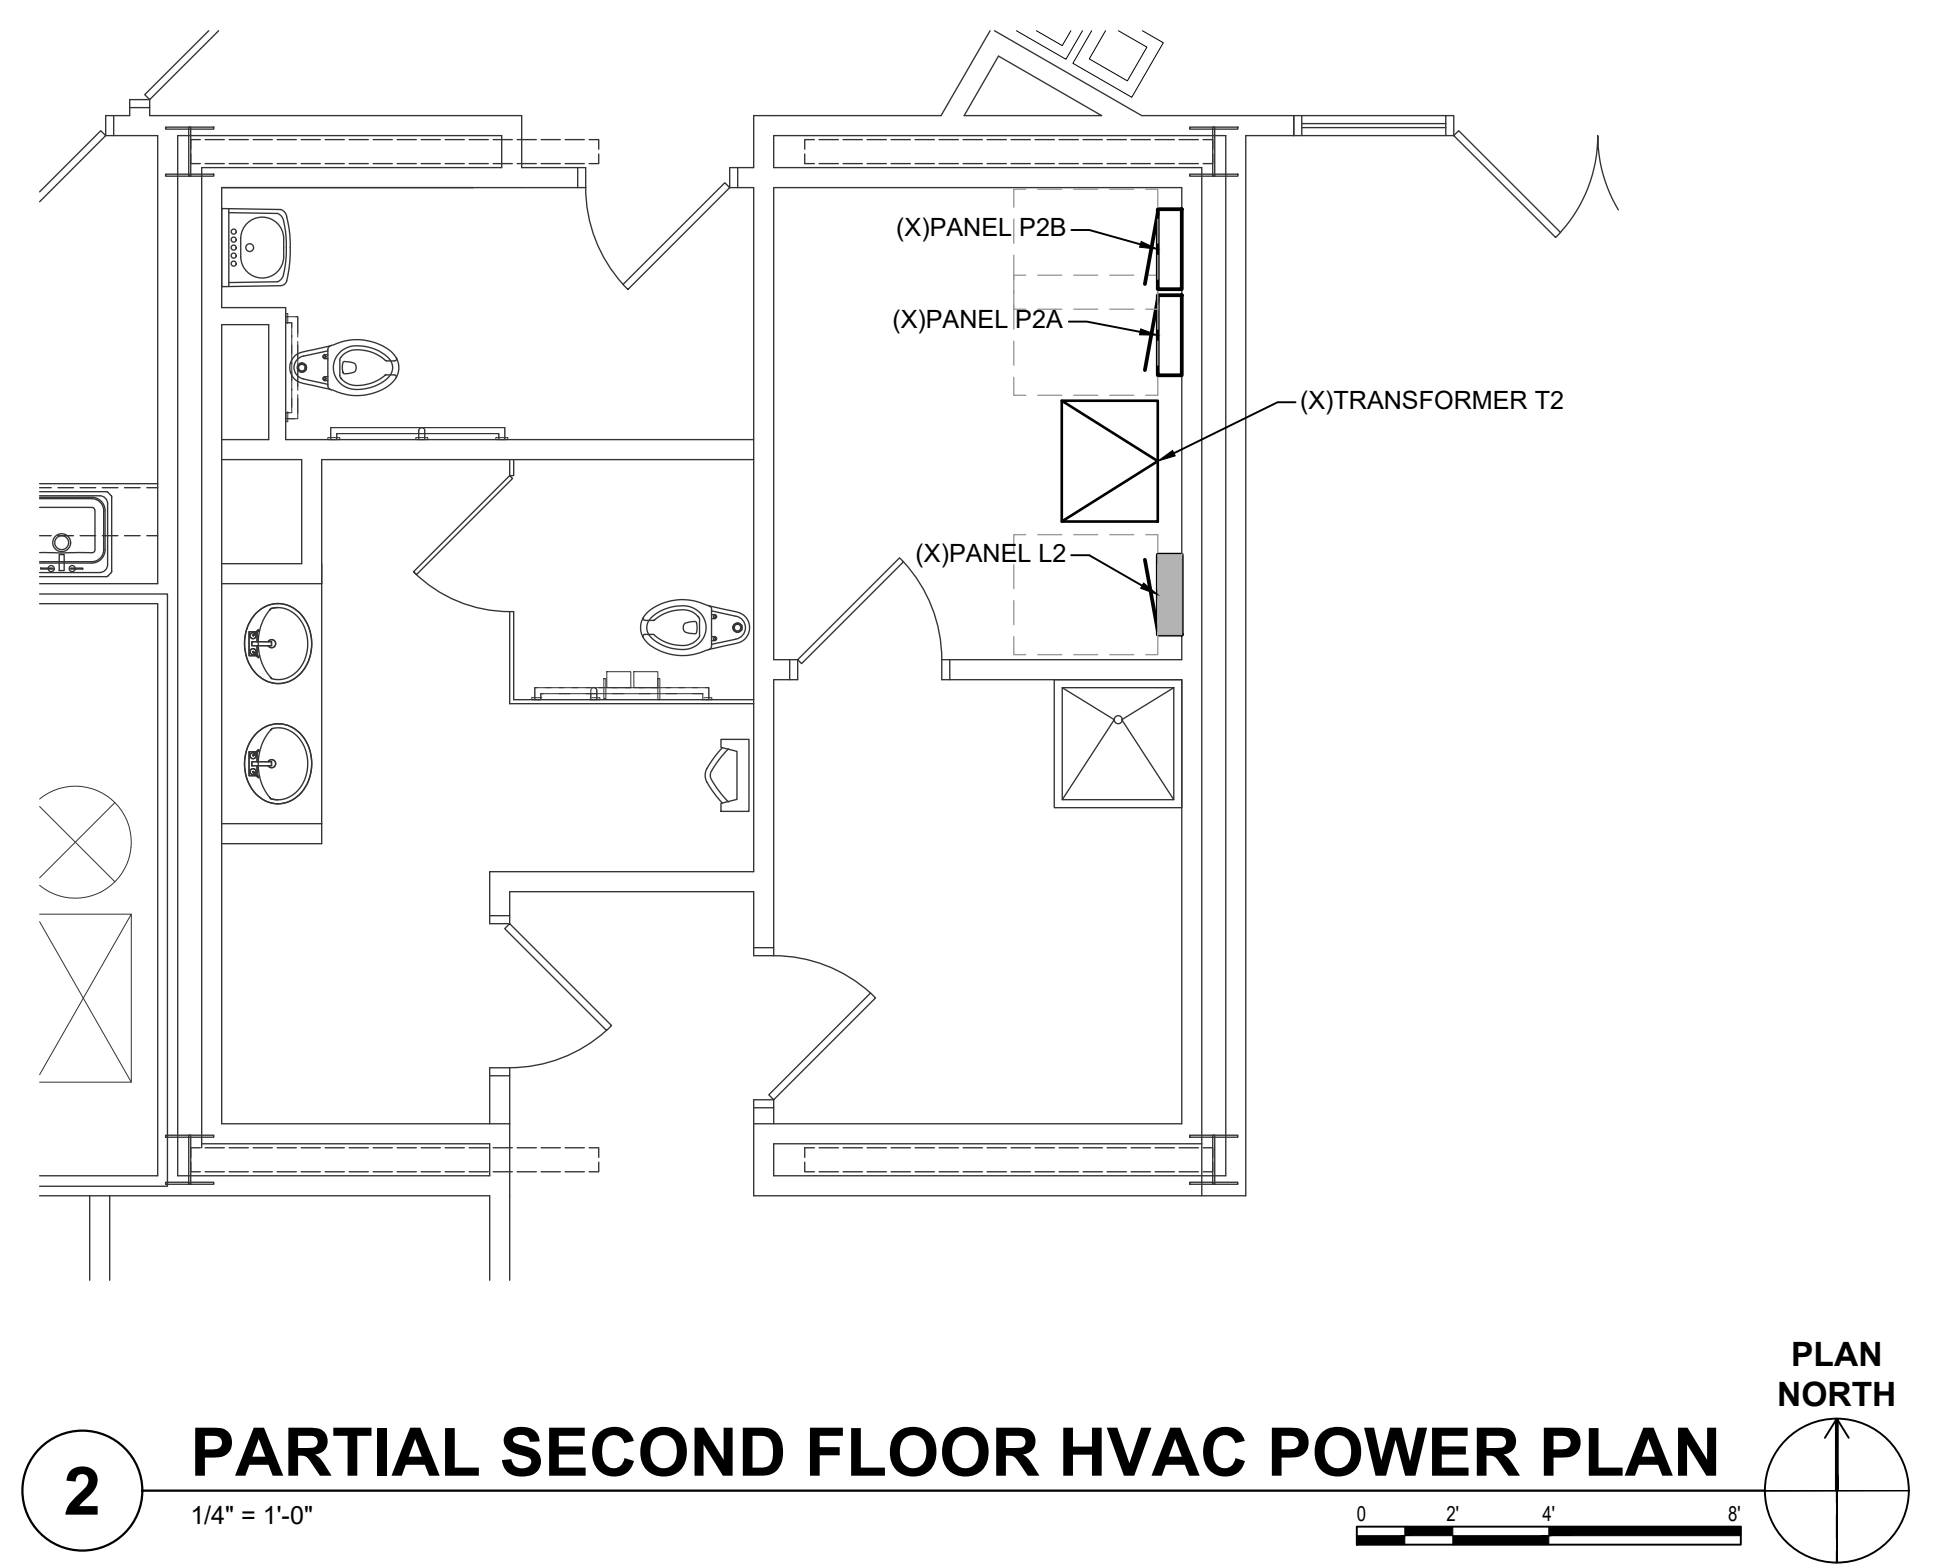 (X)PANEL P2B
(X)PANEL P2A
(X)TRANSFORMER T2
(X)PANEL L2
PLAN
NORTH
2
PARTIAL SECOND FLOOR HVAC POWER PLAN
1/4" = 1'-0"
0 2' 4' 8'